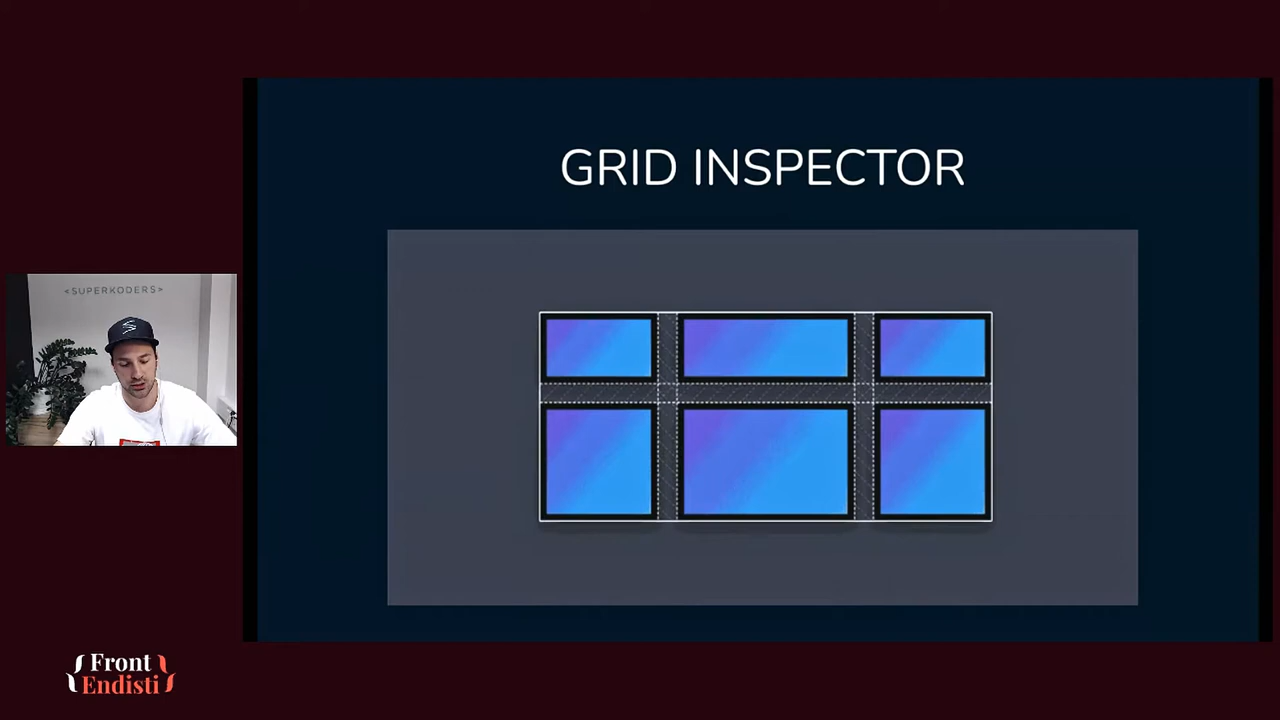 GRID INSPECTOR
<SUPERKODERS>
{Front
Endisti}